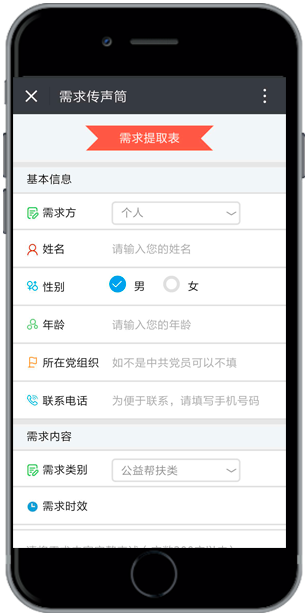 需求传声筒
需求提取表
基本信息
需求方 个人
姓名 请输入您的姓名
性别 男 女
年龄 请输入您的年龄
所在党组织 如不是中共党员可以不填
联系电话 为便于联系，请填写手机号码
需求内容
需求类别 公益帮扶类
需求时效